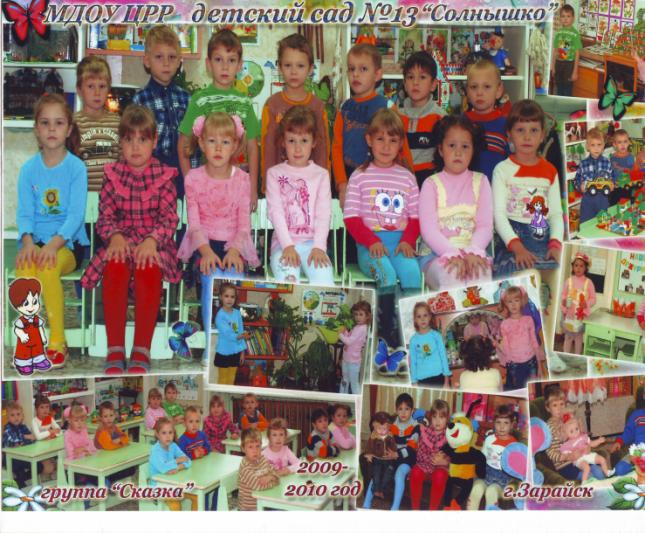 МДОУ ЦРР детский сад №13 “Солнышко”
2009-
группа “Сказка” 2010 год г.Зарайск